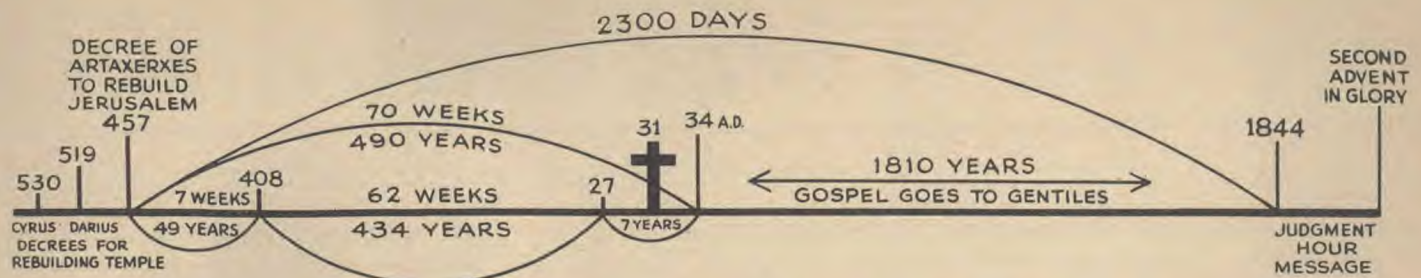 2300 DAYS
DECREE OF
ARTAXERXES
TO REBUILD
JERUSALEM
457
SECOND
ADVENT
IN GLORY
70 WEEKS
490 YEARS
31
34 A.D.
1844
530
519
7 WEEKS
408
62 WEEKS
27
1810 YEARS
GOSPEL GOES TO GENTILES
CYRUS DARIUS
DECREES FOR
REBUILDING TEMPLE
49 YEARS
434 YEARS
7 YEARS
JUDGMENT
HOUR
MESSAGE